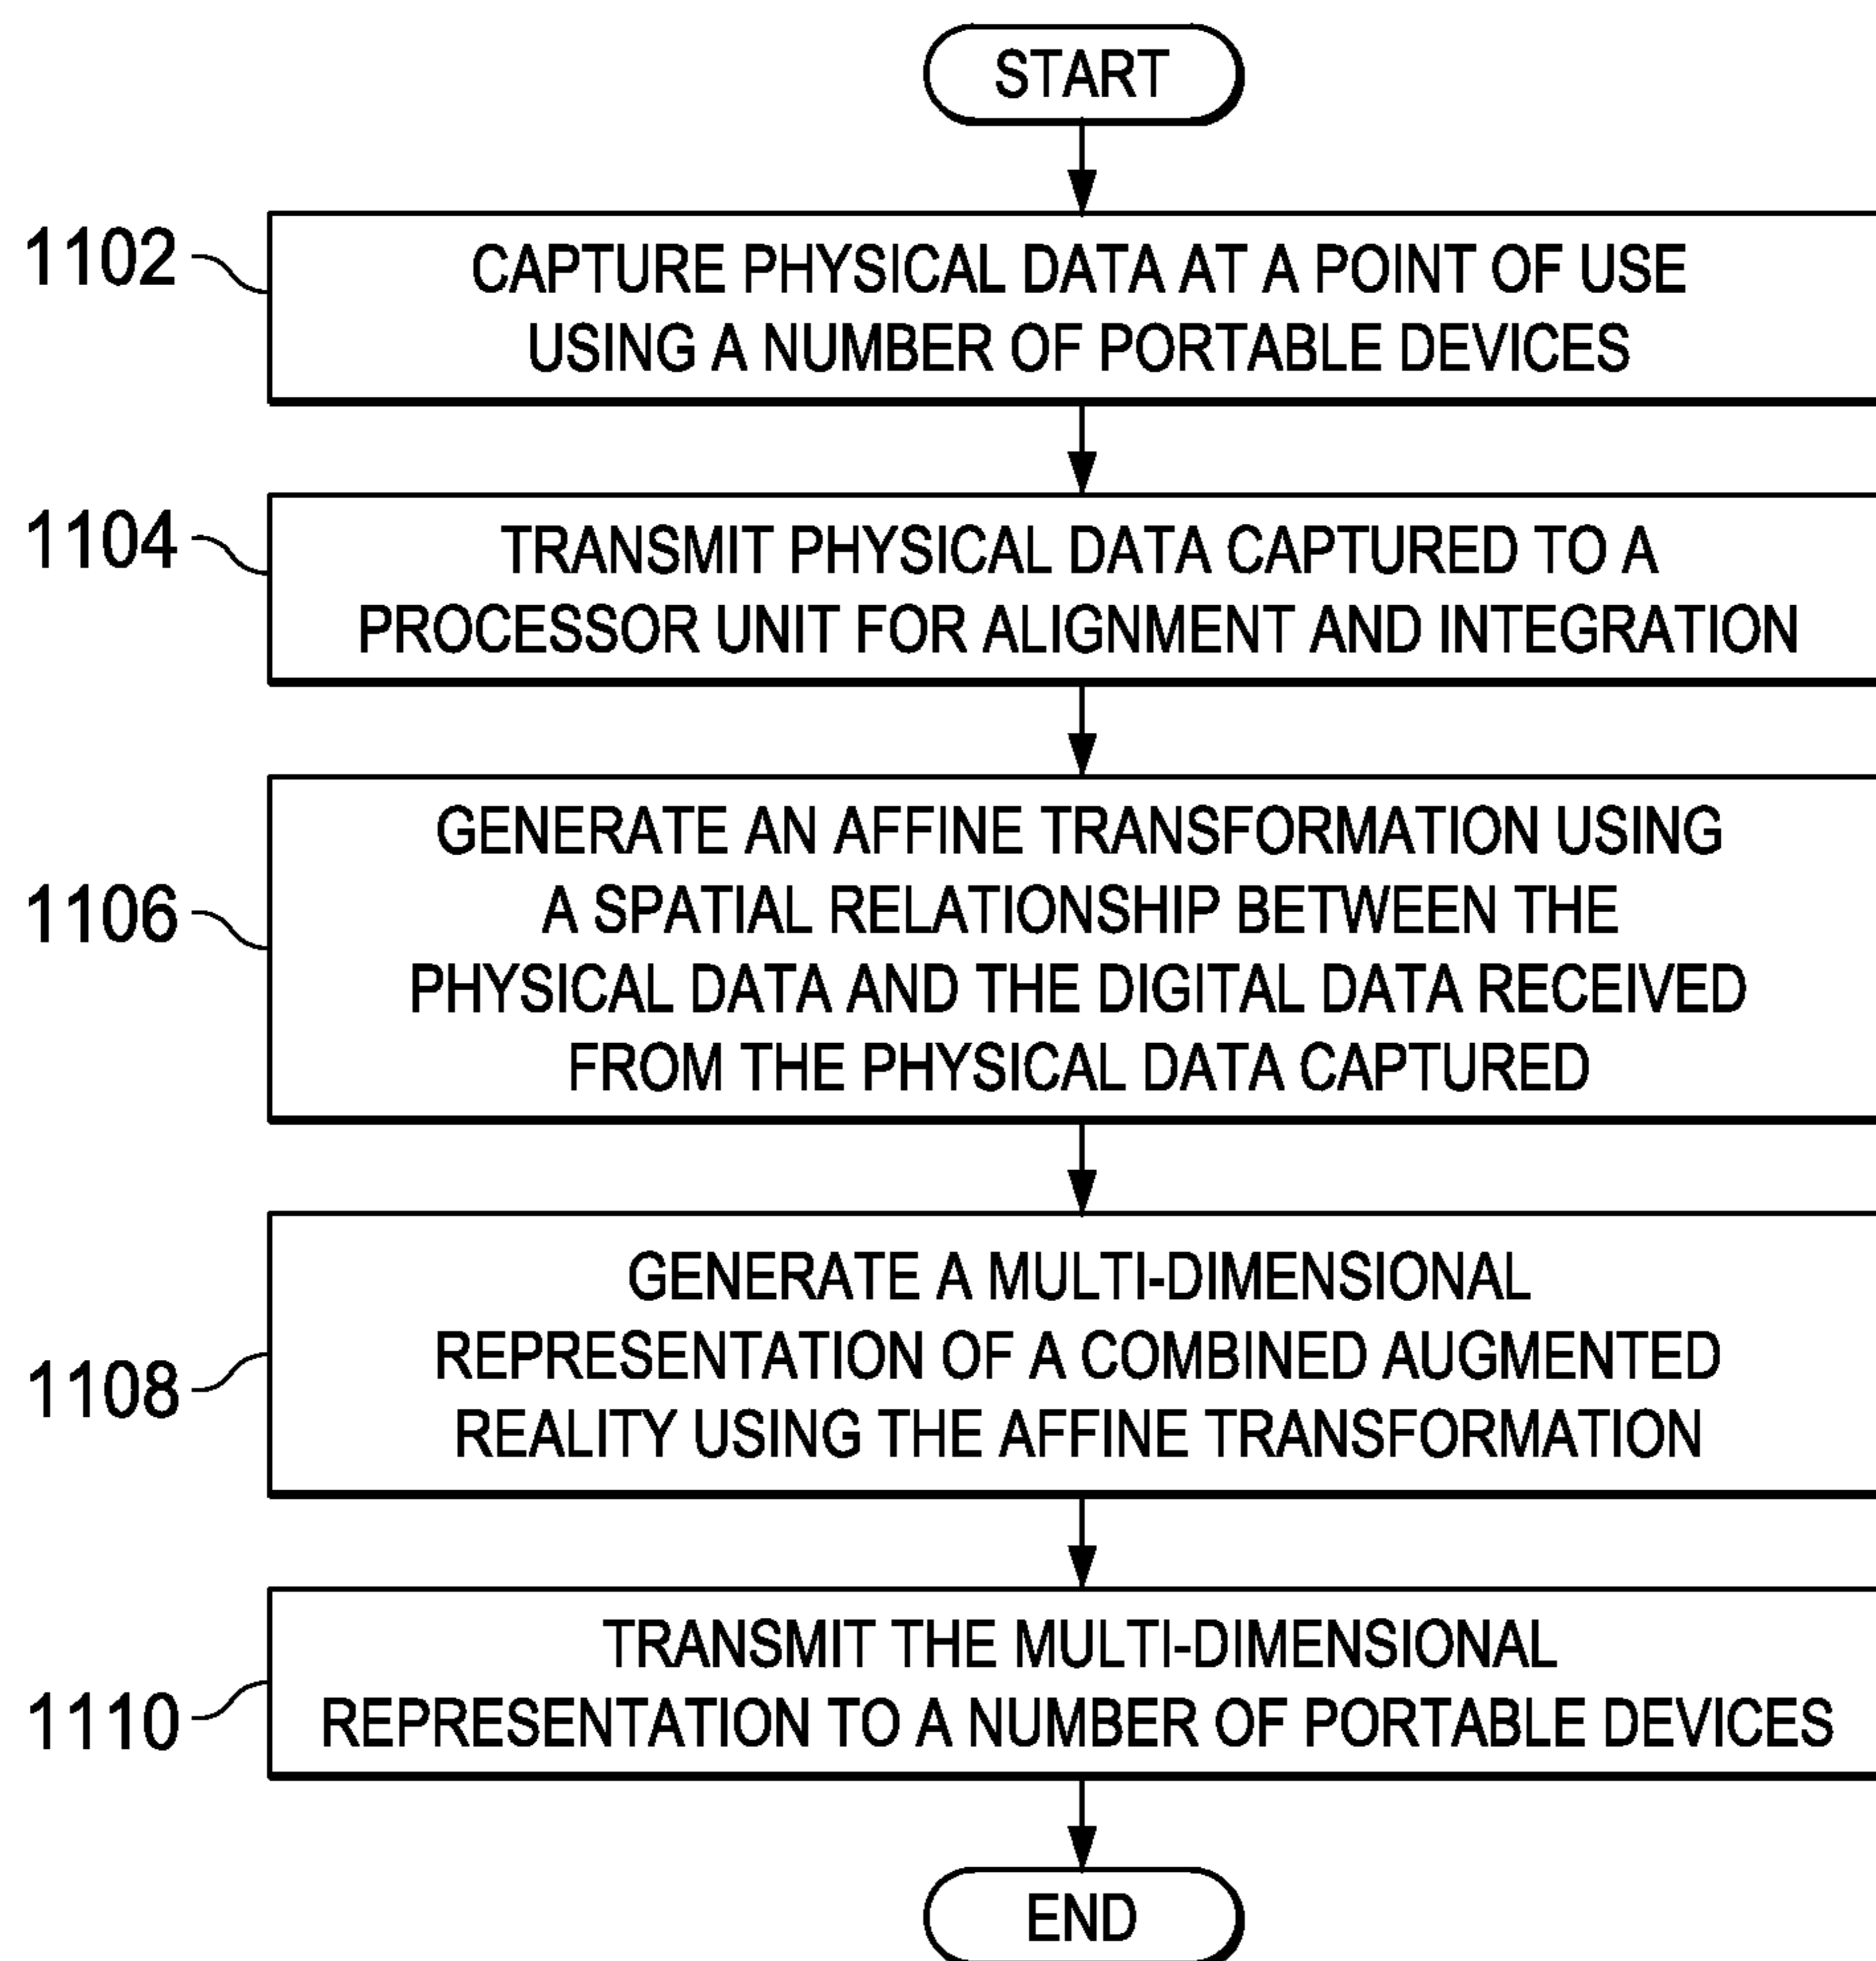 START
1102
CAPTURE PHYSICAL DATA AT A POINT OF USE
USING A NUMBER OF PORTABLE DEVICES
1104
TRANSMIT PHYSICAL DATA CAPTURED TO A
PROCESSOR UNIT FOR ALIGNMENT AND INTEGRATION
1106
GENERATE AN AFFINE TRANSFORMATION USING
A SPATIAL RELATIONSHIP BETWEEN THE
PHYSICAL DATA AND THE DIGITAL DATA RECEIVED
FROM THE PHYSICAL DATA CAPTURED
1108
GENERATE A MULTI-DIMENSIONAL
REPRESENTATION OF A COMBINED AUGMENTED
REALITY USING THE AFFINE TRANSFORMATION
1110
TRANSMIT THE MULTI-DIMENSIONAL
REPRESENTATION TO A NUMBER OF PORTABLE DEVICES
END